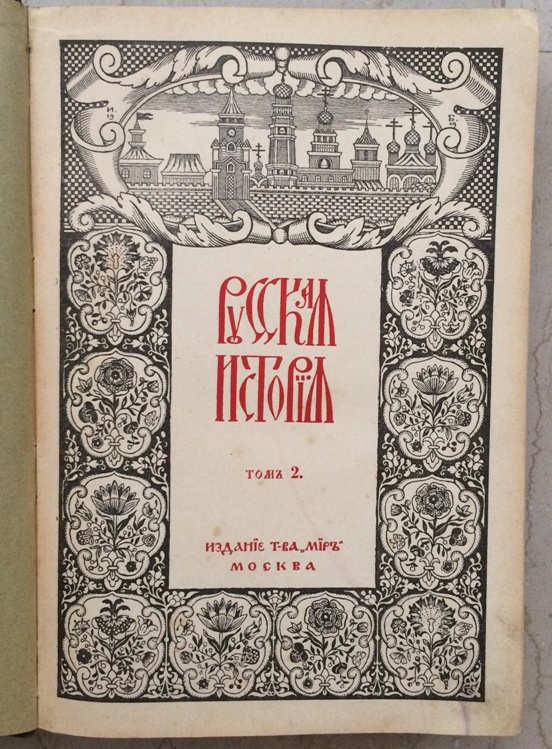 Русская
Исторія
томъ 2.
изданіе т-ва „Міръ“
Москва